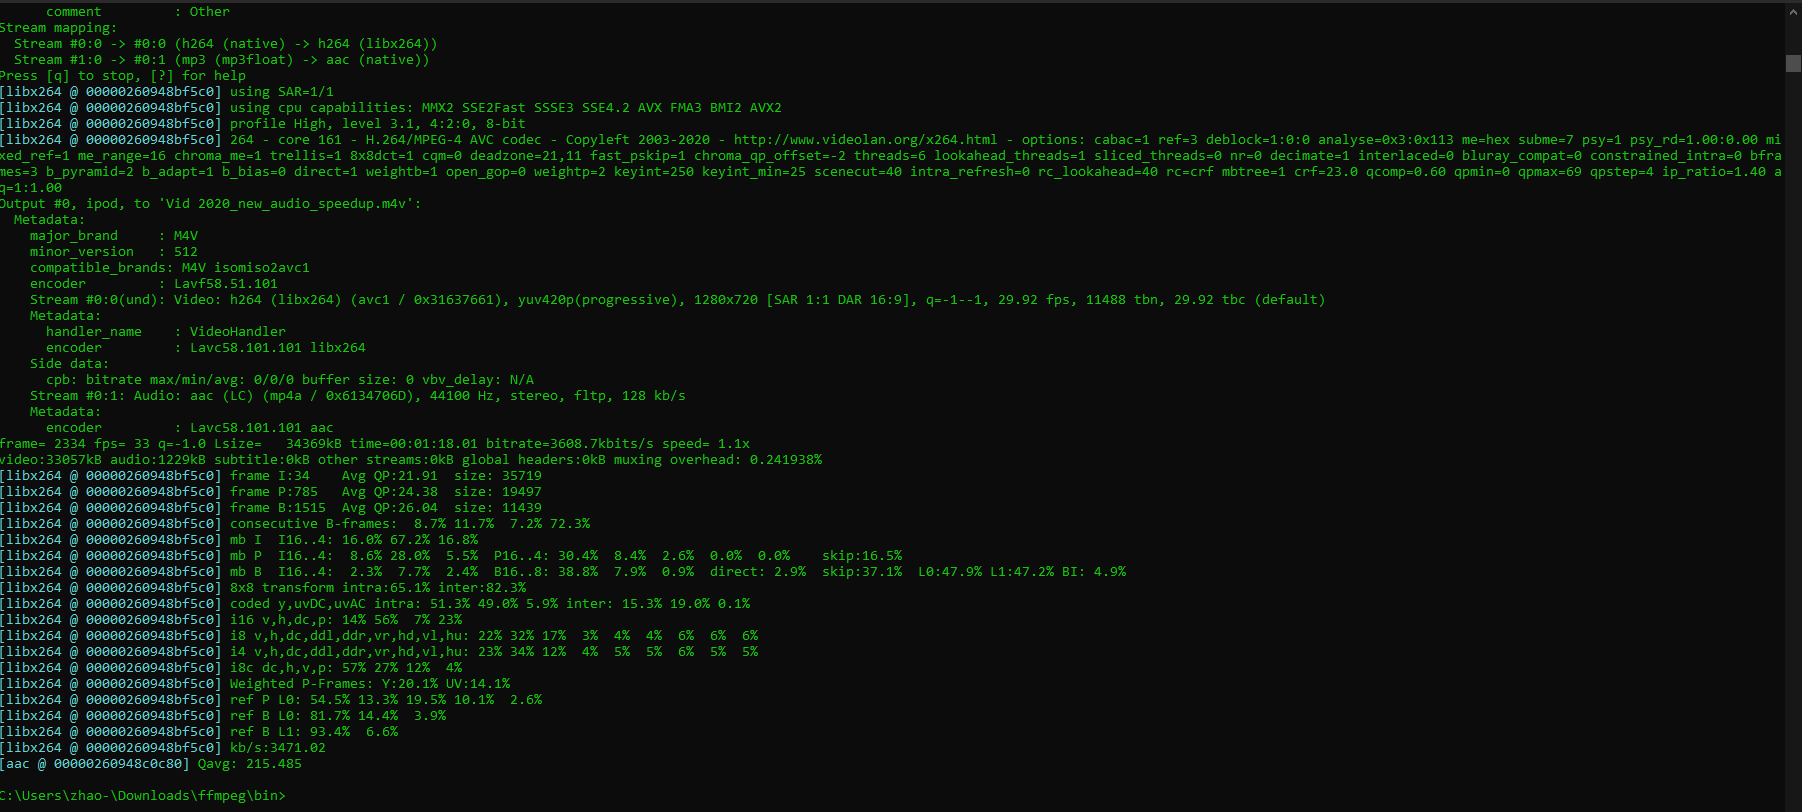 comment         : Other
Stream mapping:
  Stream #0:0 -> #0:0 (h264 (native) -> h264 (libx264))
  Stream #1:0 -> #0:1 (mp3 (mp3float) -> aac (native))
Press [q] to stop, [?] for help
[libx264 @ 00000260948bf5c0] using SAR=1/1
[libx264 @ 00000260948bf5c0] using cpu capabilities: MMX2 SSE2Fast SSSE3 SSE4.2 AVX FMA3 BMI2 AVX2
[libx264 @ 00000260948bf5c0] profile High, level 3.1, 4:2:0, 8-bit
[libx264 @ 00000260948bf5c0] 264 - core 161 - H.264/MPEG-4 AVC codec - Copyleft 2003-2020 - http://www.videolan.org/x264.html - options: cabac=1 ref=3 deblock=1:0:0 analyse=0x3:0x113 me=hex subme=7 psy=1 psy_rd=1.00:0.00 mi
xed_ref=1 me_range=16 chroma_me=1 trellis=1 8x8dct=1 cqm=0 deadzone=21,11 fast_pskip=1 chroma_qp_offset=-2 threads=6 lookahead_threads=1 sliced_threads=0 nr=0 decimate=1 interlaced=0 bluray_compat=0 constrained_intra=0 bfra
mes=3 b_pyramid=2 b_adapt=1 b_bias=0 direct=1 weightb=1 open_gop=0 weightp=2 keyint=250 keyint_min=25 scenecut=40 intra_refresh=0 rc_lookahead=40 rc=crf mbtree=1 crf=23.0 qcomp=0.60 qpmin=0 qpmax=69 qpstep=4 ip_ratio=1.40 a
q=1:1.00
Output #0, ipod, to 'Vid 2020_new_audio_speedup.m4v':
  Metadata:
    major_brand     : M4V
    minor_version   : 512
    compatible_brands: M4V isomiso2avc1
    encoder         : Lavf58.51.101
    Stream #0:0(und): Video: h264 (libx264) (avc1 / 0x31637661), yuv420p(progressive), 1280x720 [SAR 1:1 DAR 16:9], q=-1--1, 29.92 fps, 11488 tbn, 29.92 tbc (default)
    Metadata:
      handler_name    : VideoHandler
      encoder         : Lavc58.101.101 libx264
    Side data:
      cpb: bitrate max/min/avg: 0/0/0 buffer size: 0 vbv_delay: N/A
    Stream #0:1: Audio: aac (LC) (mp4a / 0x6134706D), 44100 Hz, stereo, fltp, 128 kb/s
    Metadata:
      encoder         : Lavc58.101.101 aac
frame= 2334 fps= 33 q=-1.0 Lsize=   34369kB time=00:01:18.01 bitrate=3608.7kbits/s speed= 1.1x
video:33057kB audio:1229kB subtitle:0kB other streams:0kB global headers:0kB muxing overhead: 0.241938%
[libx264 @ 00000260948bf5c0] frame I:34    Avg QP:21.91  size: 35719
[libx264 @ 00000260948bf5c0] frame P:785   Avg QP:24.38  size: 19497
[libx264 @ 00000260948bf5c0] frame B:1515  Avg QP:26.04  size: 11439
[libx264 @ 00000260948bf5c0] consecutive B-frames:  8.7% 11.7%  7.2% 72.3%
[libx264 @ 00000260948bf5c0] mb I  I16..4: 16.0% 67.2% 16.8%
[libx264 @ 00000260948bf5c0] mb P  I16..4:  8.6% 28.0%  5.5%  P16..4: 30.4%  8.4%  2.6%  0.0%  0.0%    skip:16.5%
[libx264 @ 00000260948bf5c0] mb B  I16..4:  2.3%  7.7%  2.4%  B16..8: 38.8%  7.9%  0.9%  direct: 2.9%  skip:37.1%  L0:47.9% L1:47.2% BI: 4.9%
[libx264 @ 00000260948bf5c0] 8x8 transform intra:65.1% inter:82.3%
[libx264 @ 00000260948bf5c0] coded y,uvDC,uvAC intra: 51.3% 49.0% 5.9% inter: 15.3% 19.0% 0.1%
[libx264 @ 00000260948bf5c0] i16 v,h,dc,p: 14% 56%  7% 23%
[libx264 @ 00000260948bf5c0] i8 v,h,dc,ddl,ddr,vr,hd,vl,hu: 22% 32% 17%  3%  4%  4%  6%  6%  6%
[libx264 @ 00000260948bf5c0] i4 v,h,dc,ddl,ddr,vr,hd,vl,hu: 23% 34% 12%  4%  5%  5%  6%  5%  5%
[libx264 @ 00000260948bf5c0] i8c dc,h,v,p: 57% 27% 12%  4%
[libx264 @ 00000260948bf5c0] Weighted P-Frames: Y:20.1% UV:14.1%
[libx264 @ 00000260948bf5c0] ref P L0: 54.5% 13.3% 19.5% 10.1%  2.6%
[libx264 @ 00000260948bf5c0] ref B L0: 81.7% 14.4%  3.9%
[libx264 @ 00000260948bf5c0] ref B L1: 93.4%  6.6%
[libx264 @ 00000260948bf5c0] kb/s:3471.02
[aac @ 00000260948c0c80] Qavg: 215.485
C:\Users\zhao-\Downloads\ffmpeg\bin>